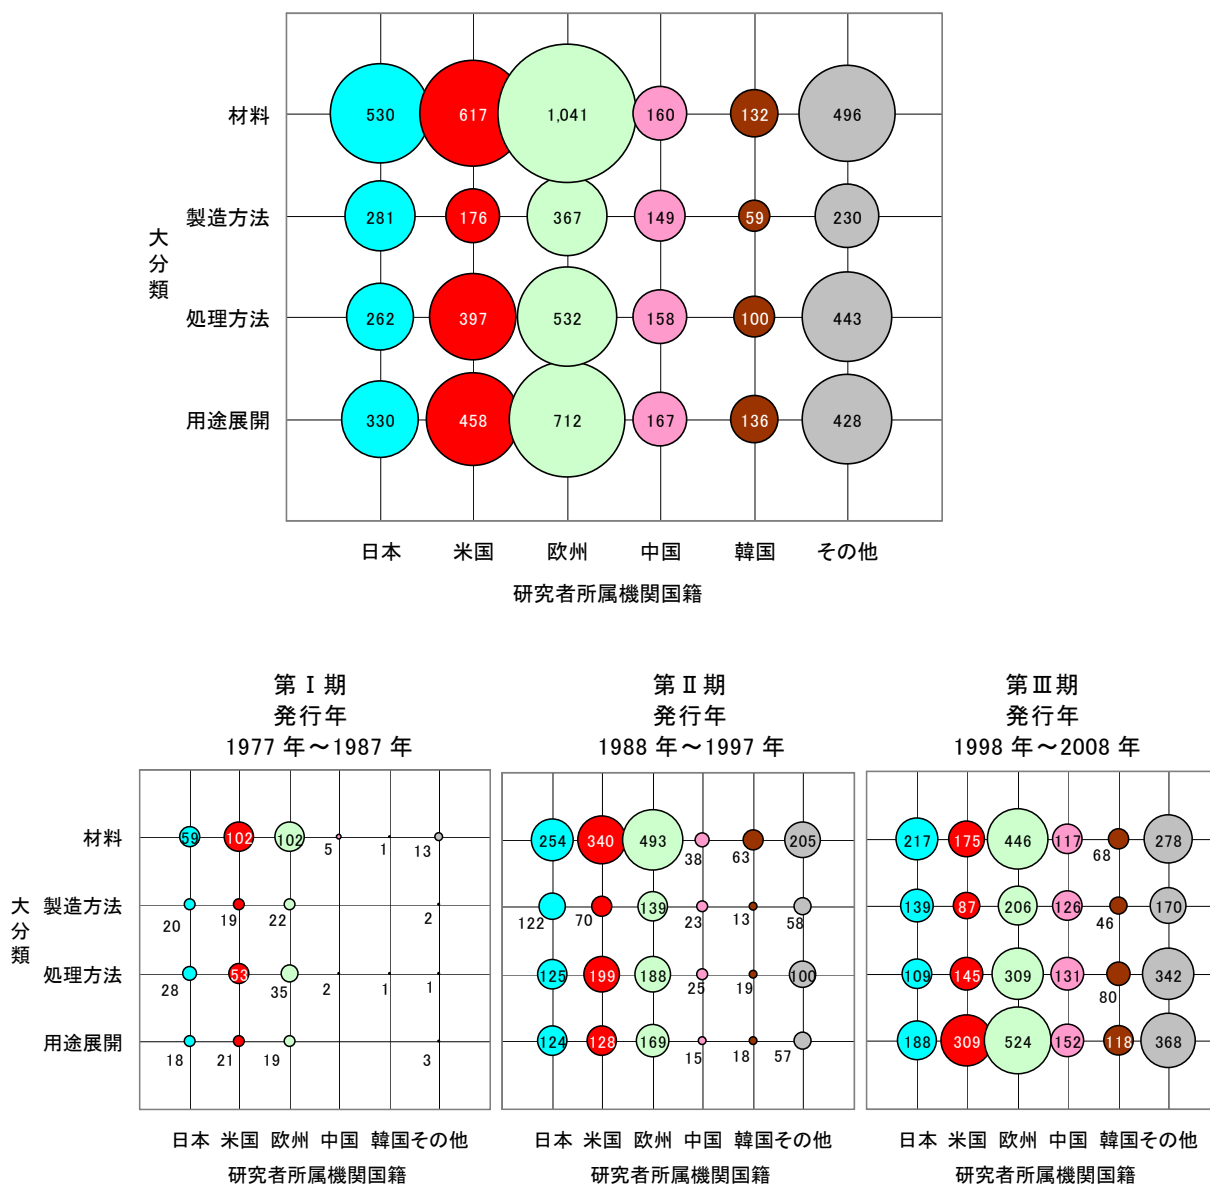 材料
530 617 1,041 160 132 496
製造方法
281 176 367 149 59 230
大分類
処理方法
262 397 532 158 100 443
用途展開
330 458 712 167 136 428
日本 米国 欧州 中国 韓国 その他
研究者所属機関国籍
第Ⅰ期
発行年
1977 年～1987 年
材料
59 102 102 5 1 13
大分類
製造方法
20 19 22 2
処理方法
28 53 35 2 1 1
用途展開
18 21 19 3
日本 米国 欧州 中国 韓国 その他
研究者所属機関国籍
第Ⅱ期
発行年
1988 年～1997 年
254 340 493 38 63 205
122 70 139 23 13 58
125 199 188 25 19 100
124 128 169 15 18 57
日本 米国 欧州 中国 韓国 その他
研究者所属機関国籍
第Ⅲ期
発行年
1998 年～2008 年
217 175 446 117 68 278
139 87 206 126 46 170
109 145 309 131 80 342
188 309 524 152 118 368
日本 米国 欧州 中国 韓国 その他
研究者所属機関国籍